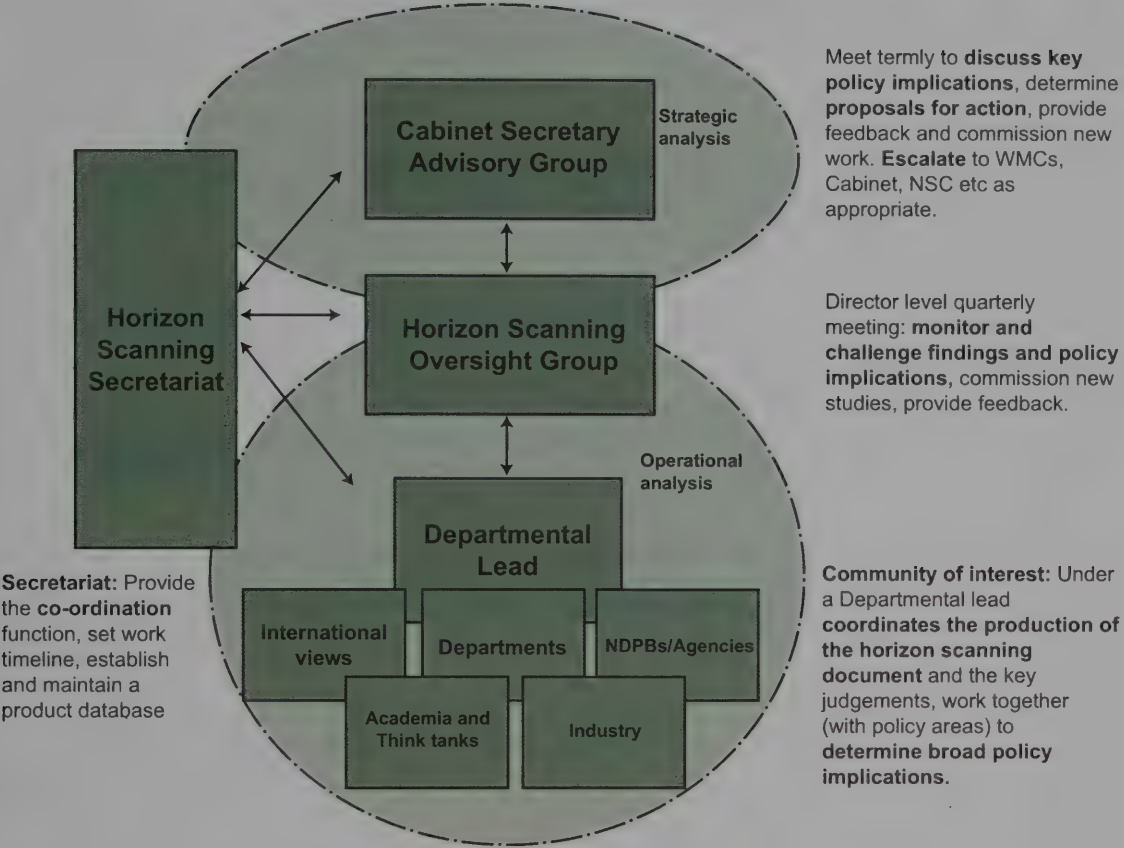 Cabinet Secretary
Advisory Group
Strategic
analysis
Meet termly to discuss key
policy implications, determine
proposals for action, provide
feedback and commission new
work. Escalate to WMCs,
Cabinet, NSC etc as
appropriate.
Horizon
Scanning
Secretariat
Horizon Scanning
Oversight Group
Director level quarterly
meeting: monitor and
challenge findings and policy
implications, commission new
studies, provide feedback.
Operational
analysis
Departmental
Lead
International
views
Departments
NDPBs/Agencies
Academia and
Think tanks
Industry
Secretariat: Provide
the co-ordination
function, set work
timeline, establish
and maintain a
product database
Community of interest: Under
a Departmental lead
coordinates the production of
the horizon scanning
document and the key
judgements, work together
(with policy areas) to
determine broad policy
implications.